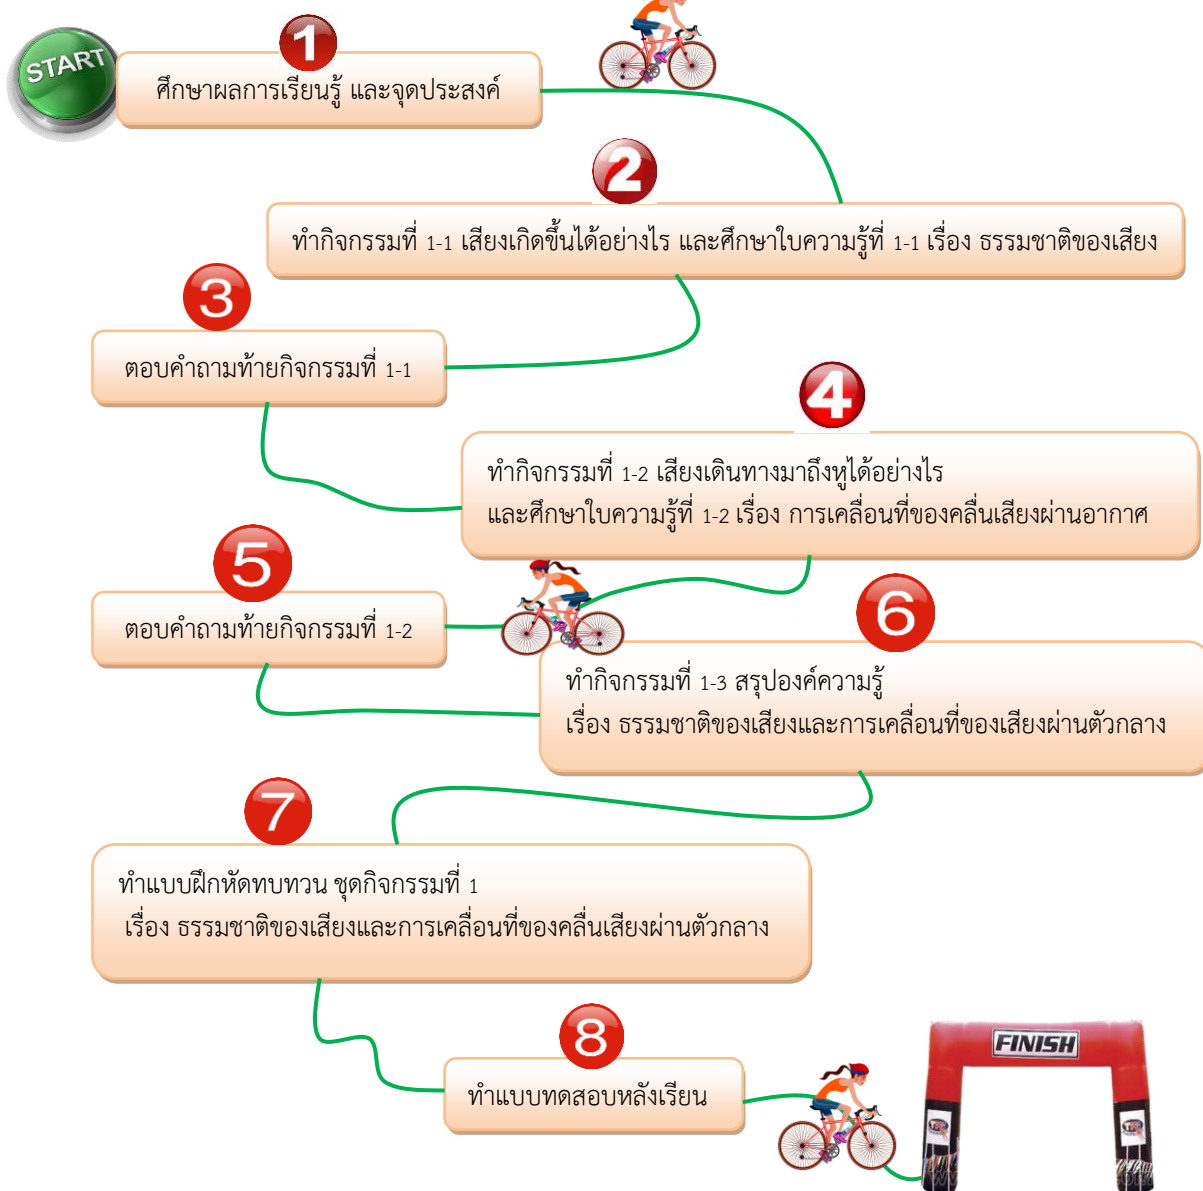 START
1
ศึกษาผลการเรียนรู้ และจุดประสงค์
2
ทำกิจกรรมที่ 1-1 เสียงเกิดขึ้นได้อย่างไร และศึกษาใบความรู้ที่ 1-1 เรื่อง ธรรมชาติของเสียง
3
ตอบคำถามท้ายกิจกรรมที่ 1-1
4
ทำกิจกรรมที่ 1-2 เสียงเดินทางมาถึงหูได้อย่างไร
และศึกษาใบความรู้ที่ 1-2 เรื่อง การเคลื่อนที่ของคลื่นเสียงผ่านอากาศ
5
ตอบคำถามท้ายกิจกรรมที่ 1-2
6
ทำกิจกรรมที่ 1-3 สรุปองค์ความรู้
เรื่อง ธรรมชาติของเสียงและการเคลื่อนที่ของเสียงผ่านตัวกลาง
7
ทำแบบฝึกหัดทบทวน ชุดกิจกรรมที่ 1
เรื่อง ธรรมชาติของเสียงและการเคลื่อนที่ของคลื่นเสียงผ่านตัวกลาง
8
ทำแบบทดสอบหลังเรียน
FINISH